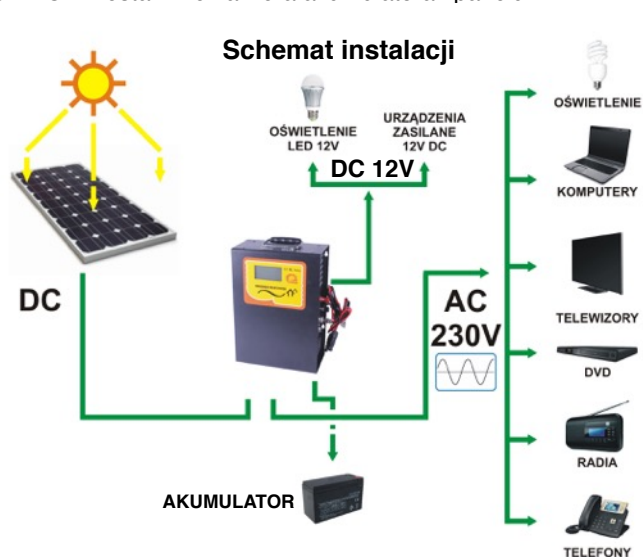 Schemat instalacji
OŚWIETLENIE
LED 12V
URZĄDZENIA
ZASILANE
12V DC
DC 12V
DC
AC
230V
AKUMULATOR
OŚWIETLENIE
KOMPUTERY
TELEWIZORY
DVD
RADIA
TELEFONY